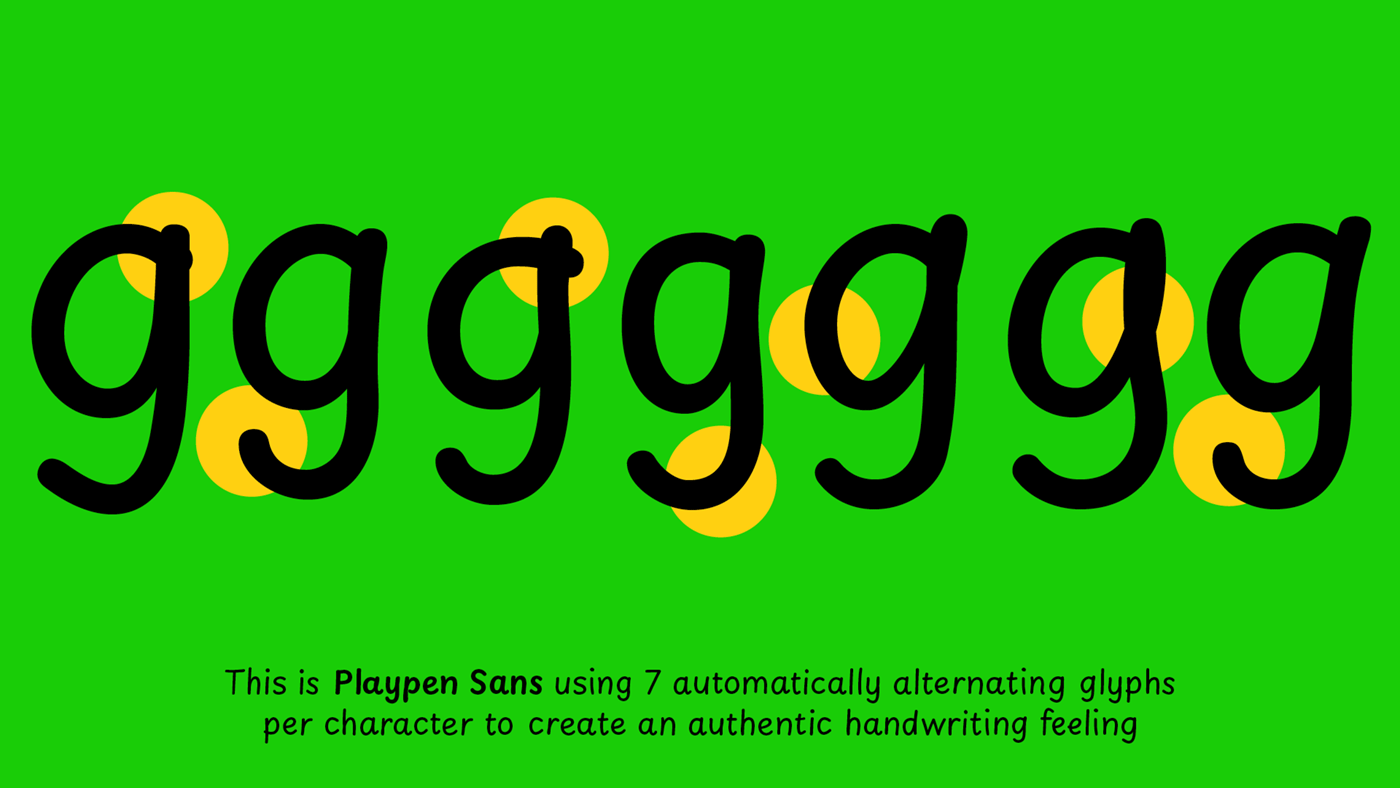 ggggggg
This is Playpen Sans using 7 automatically alternating glyphs
per character to create an authentic handwriting feeling